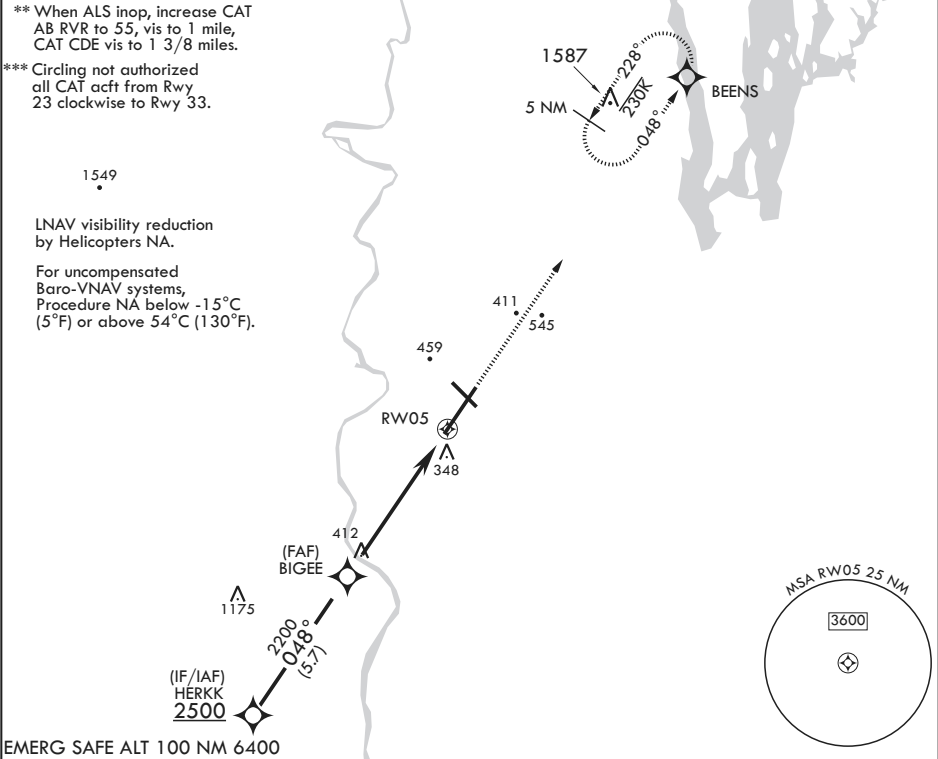 ** When ALS inop, increase CAT
AB RVR to 55, vis to 1 mile,
CAT CDE vis to 1 3/8 miles.
*** Circling not authorized
all CAT acft from Rwy
23 clockwise to Rwy 33.
1587
228°
230K
5 NM
048°
BEENS
1549
LNAV visibility reduction
by Helicopters NA.
For uncompensated
Baro-VNAV systems,
Procedure NA below -15°C
(5°F) or above 54°C (130°F).
411
545
459
RW05
348
412
(FAF)
BIGEE
1175
2200
048°
(5.7)
(IF/IAF)
HERKK
2500
MSA RW05 25 NM
3600
EMERG SAFE ALT 100 NM 6400